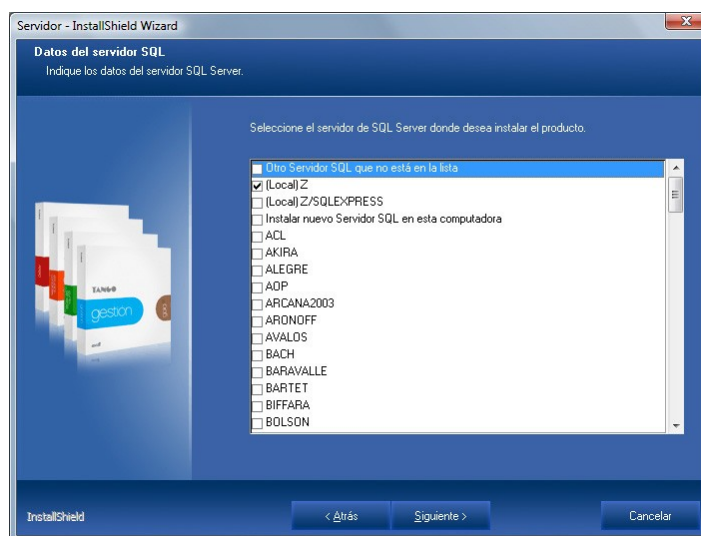 Servidor - InstallShield Wizard
Datos del servidor SQL
Indique los datos del servidor SQL Server.
Seleccione el servidor de SQL Server donde desea instalar el producto.
Otro Servidor SQL que no está en la lista
(Local) Z
(Local) Z/SQLEXPRESS
Instalar nuevo Servidor SQL en esta computadora
ACL
AKIRA
ALEGRE
AOP
ARCANA2003
ARONOFF
AVALOS
BACH
BARAVALLE
BARTET
BIFFARA
BOLSON
TANGO
gestion
InstallShield
< Atrás
Siguiente >
Cancelar